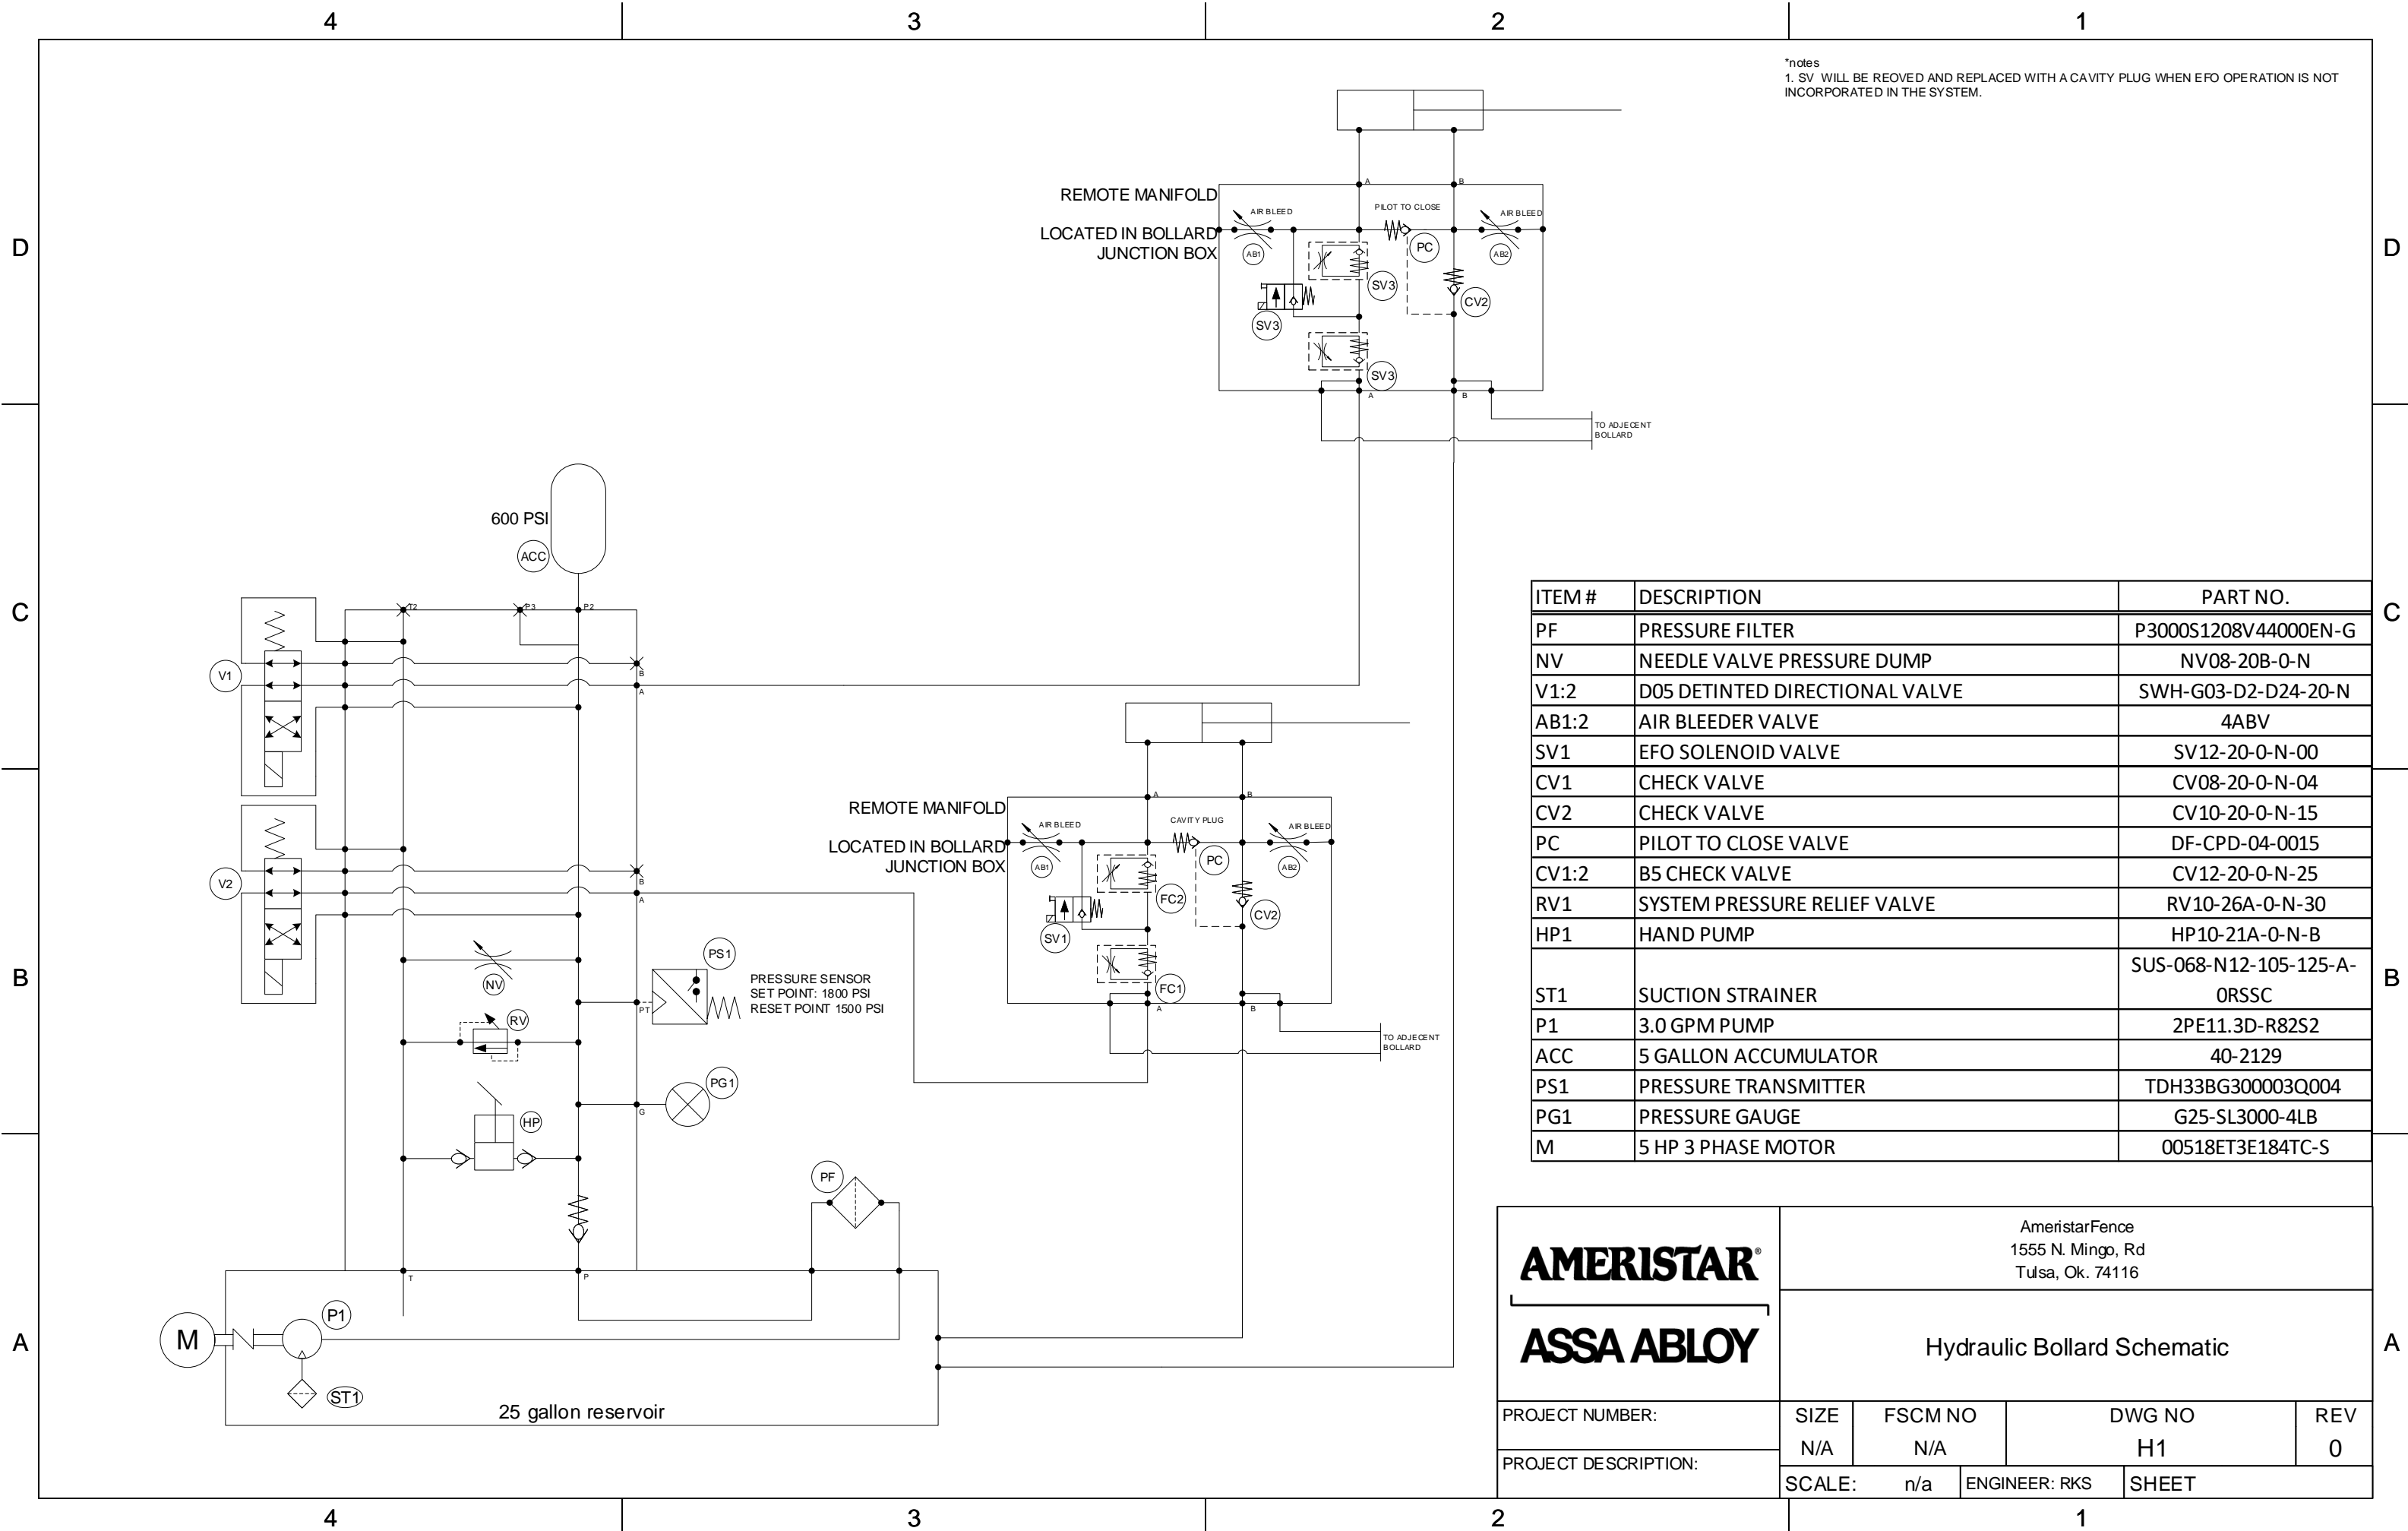 4
3
2
1
*notes
1. SV WILL BE REOVED AND REPLACED WITH A CAVITY PLUG WHEN EFO OPERATION IS NOT
INCORPORATED IN THE SYSTEM.
D
D
REMOTE MANIFOLD
LOCATED IN BOLLARD
JUNCTION BOX
A
B
AIR BLEED
PILOT TO CLOSE
AIR BLEED
AB1
PC
AB2
SV3
CV2
SV3
SV3
A
B
TO ADJECENT
BOLLARD
600 PSI
ACC
C
C
T2
P3
P2
V1
B
A
REMOTE MANIFOLD
LOCATED IN BOLLARD
JUNCTION BOX
A
B
AIR BLEED
CAVITY PLUG
AIR BLEED
AB1
PC
AB2
FC2
CV2
SV1
FC1
A
B
TO ADJECENT
BOLLARD
V2
B
A
B
B
NV
PS1
PRESSURE SENSOR
SET POINT: 1800 PSI
RESET POINT 1500 PSI
PT
RV
PG1
G
HP
PF
T
P
P1
M
ST1
25 gallon reservoir
A
A
ITEM # DESCRIPTION PART NO.
PF PRESSURE FILTER P3000S1208V44000EN-G
NV NEEDLE VALVE PRESSURE DUMP NV08-20B-0-N
V1:2 D05 DETINTED DIRECTIONAL VALVE SWH-G03-D2-D24-20-N
AB1:2 AIR BLEEDER VALVE 4ABV
SV1 EFO SOLENOID VALVE SV12-20-0-N-00
CV1 CHECK VALVE CV08-20-0-N-04
CV2 CHECK VALVE CV10-20-0-N-15
PC PILOT TO CLOSE VALVE DF-CPD-04-0015
CV1:2 B5 CHECK VALVE CV12-20-0-N-25
RV1 SYSTEM PRESSURE RELIEF VALVE RV10-26A-0-N-30
HP1 HAND PUMP HP10-21A-0-N-B
SUS-068-N12-105-125-A-
ST1 SUCTION STRAINER 0RSSC
P1 3.0 GPM PUMP 2PE11.3D-R82S2
ACC 5 GALLON ACCUMULATOR 40-2129
PS1 PRESSURE TRANSMITTER TDH33BG300003Q004
PG1 PRESSURE GAUGE G25-SL3000-4LB
M 5 HP 3 PHASE MOTOR 00518ET3E184TC-S
AMERISTAR®
ASSA ABLOY
AmeristarFence
1555 N. Mingo, Rd
Tulsa, Ok. 74116
Hydraulic Bollard Schematic
PROJECT NUMBER:
PROJECT DESCRIPTION:
SIZE FSCM NO DWG NO REV
N/A N/A H1 0
SCALE: n/a ENGINEER: RKS SHEET
4
3
2
1